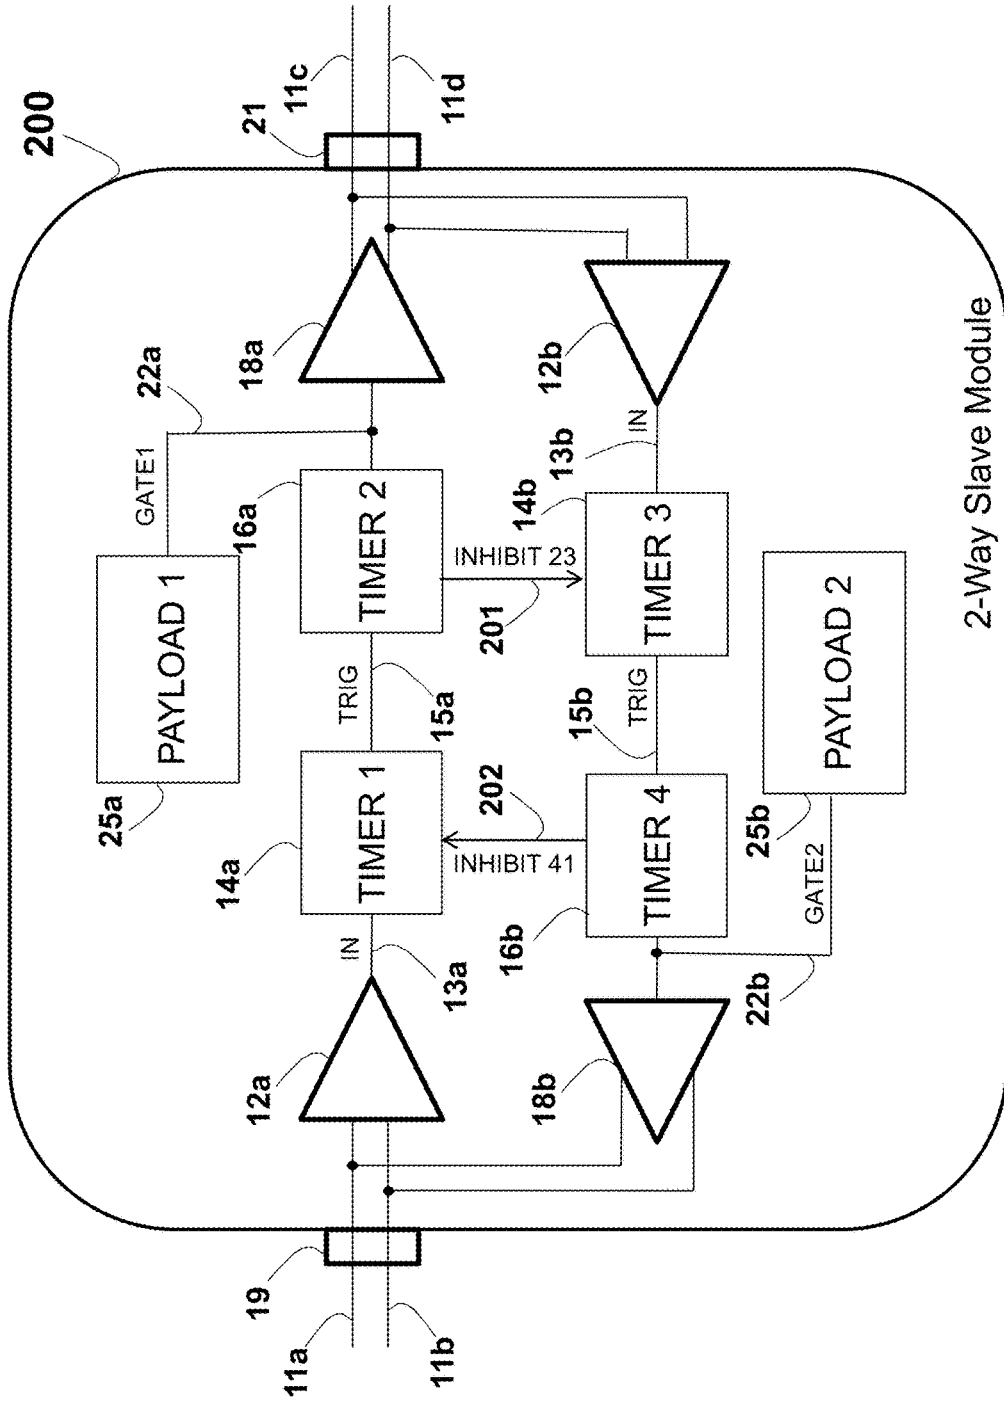 200
11c
11d
21
22a
18a
GATE1
PAYLOAD 1
25a
16a
TIMER 2
TRIG
15a
TIMER 1
14a
IN
13a
12a
INHIBIT 23
201
202
INHIBIT 41
12b
IN
13b
14b
TIMER 3
TRIG
15b
TIMER 4
16b
18b
PAYLOAD 2
25b
GATE2
22b
19
11a
11b
2-Way Slave Module